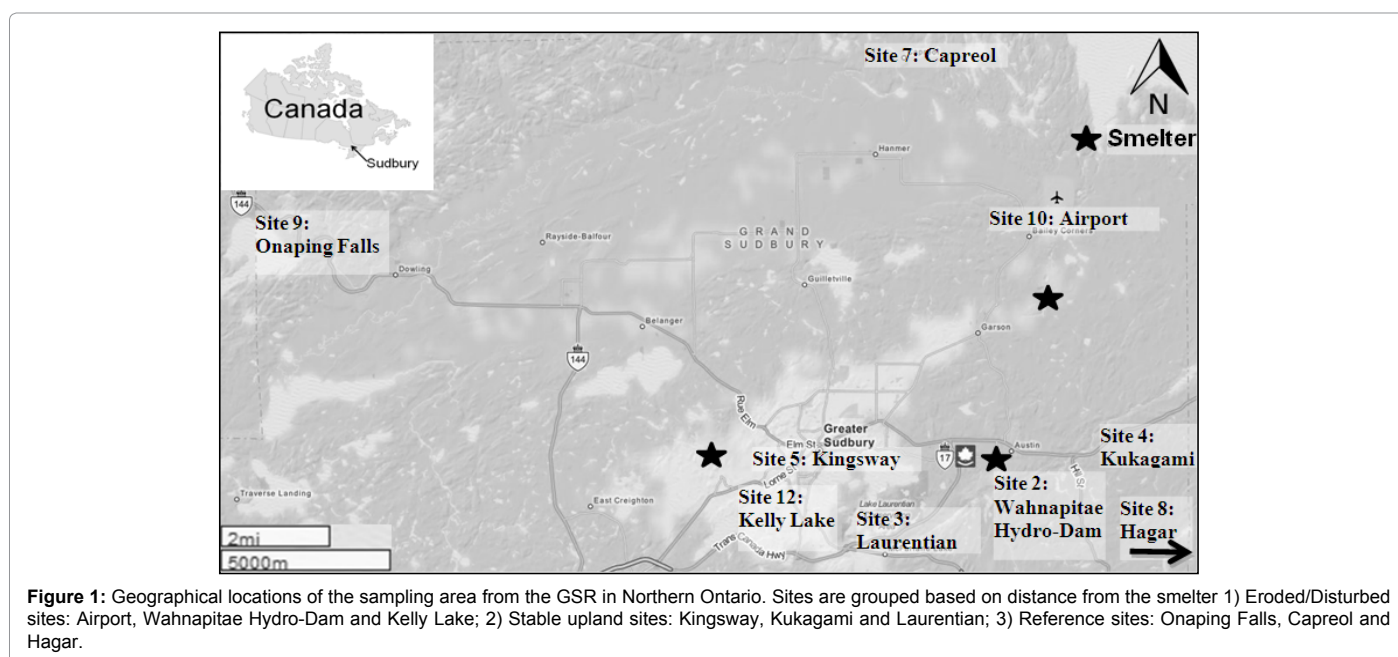 Canada
Sudbury
Site 7: Capreol
N
Smelter
Hanmer
144
Site 9:
Onaping Falls
Site 10: Airport
Bailey Corners
Rayside-Balfour
GRAND
SUDBURY
Dowling
Guilletville
Belanger
Garson
144
Rue Elm
Greater
Sudbury
Elm St
Austin
Site 4:
Kukagami
17
Site 5: Kingsway
Lorne St
Site 2:
Wahnapitae
Hydro-Dam
Traverse Landing
East Creighton
Site 12:
Kelly Lake
Lake Laurentian
Site 3:
Laurentian
Site 8:
Hagar
Trans Canada Hwy
2mi
5000m
Figure 1: Geographical locations of the sampling area from the GSR in Northern Ontario. Sites are grouped based on distance from the smelter 1) Eroded/Disturbed
sites: Airport, Wahnapitae Hydro-Dam and Kelly Lake; 2) Stable upland sites: Kingsway, Kukagami and Laurentian; 3) Reference sites: Onaping Falls, Capreol and
Hagar.